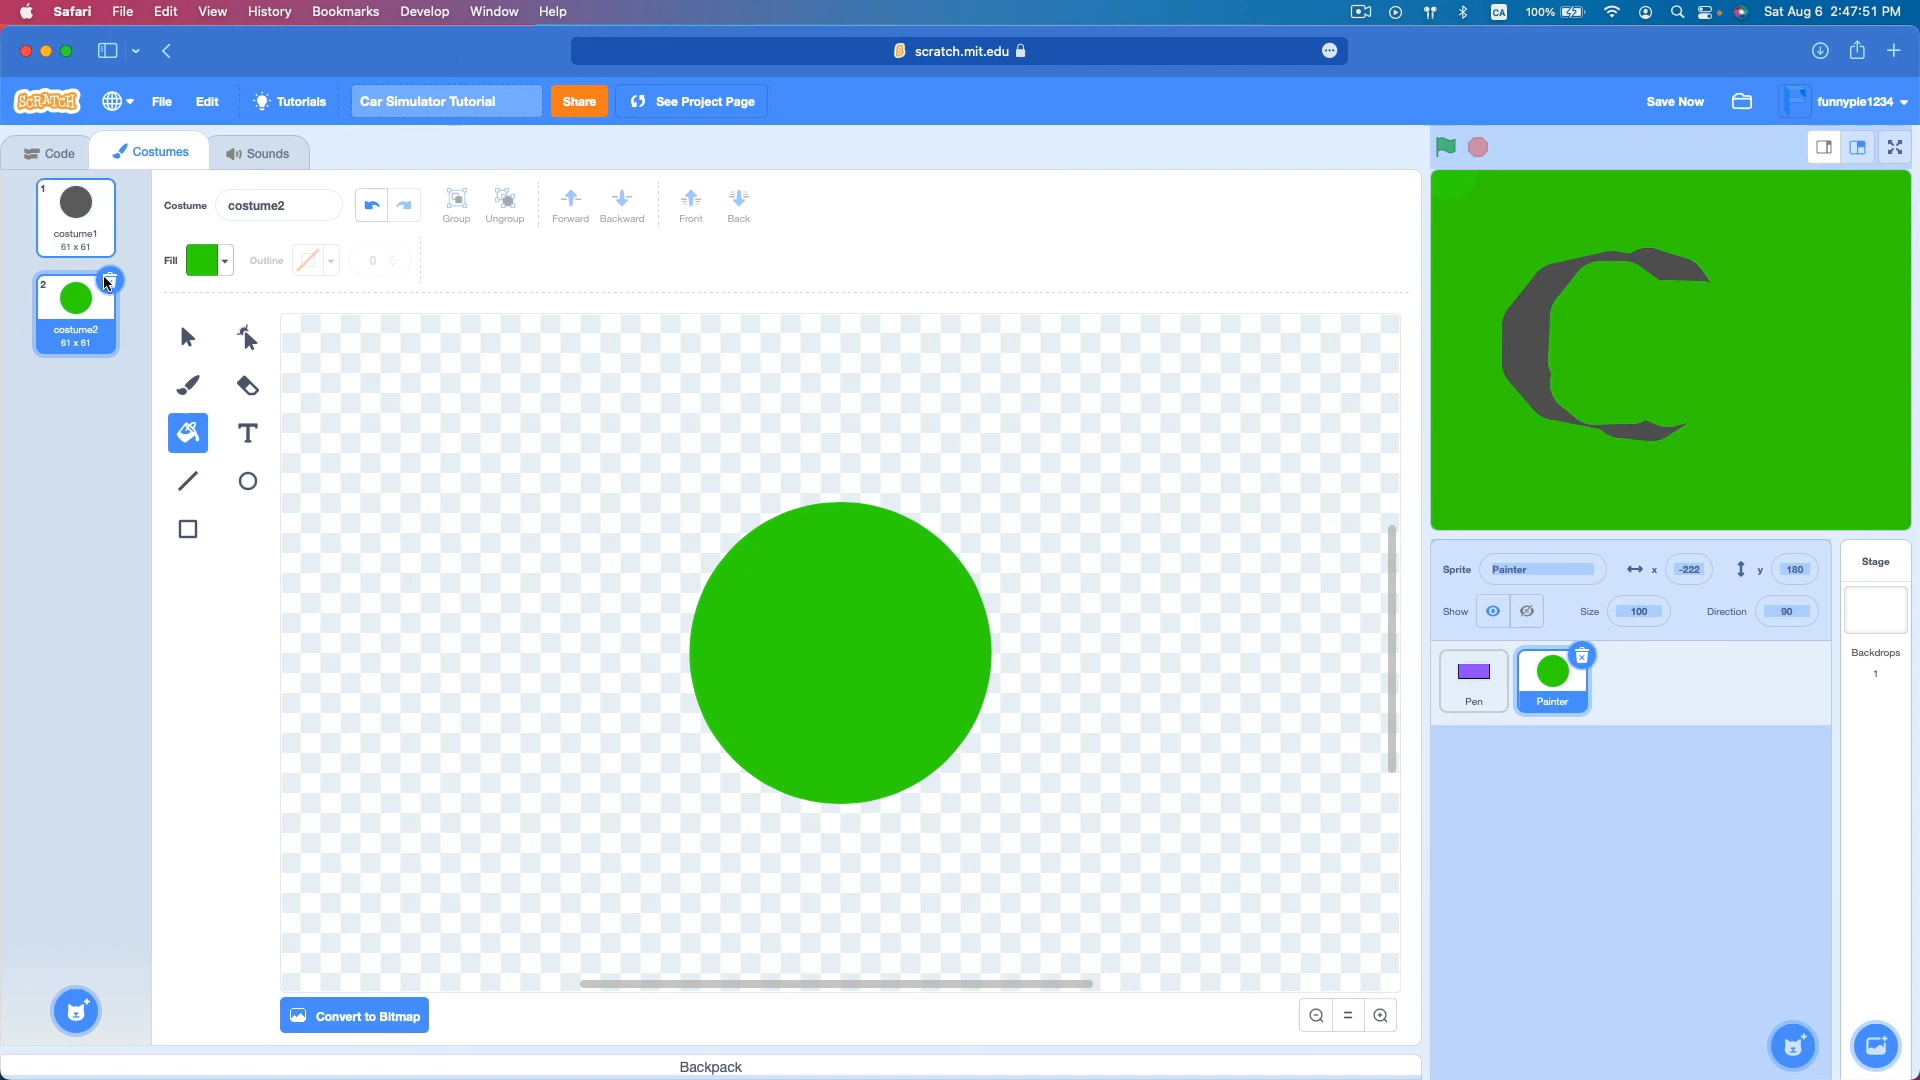 Safari File Edit View History Bookmarks Develop Window Help CA 100% Sat Aug 6 2:47:51 PM
scratch.mit.edu
SCRATCH File Edit Tutorials Car Simulator Tutorial Share See Project Page Save Now funnypie1234
Code Costumes Sounds
1
costume1
61 x 61
2
costume2
61 x 61
Costume costume2 Group Ungroup Forward Backward Front Back
Fill Outline 0
T
Convert to Bitmap
=
Backpack
Sprite Painter x -222 y 180
Show Size 100 Direction 90
Pen
Painter
Stage
Backdrops
1